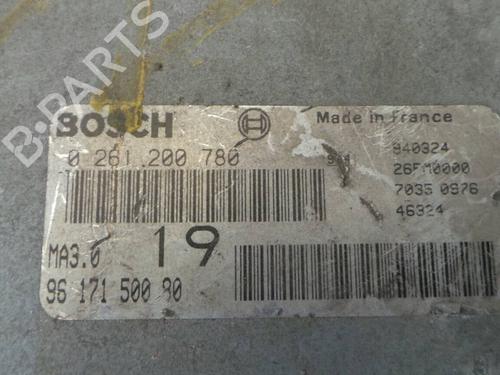 B-PARTS
BOSCH Made in France
0 261 200 780 940324
265M0000
7035 0976
46324
MA3.0 19
96 171 500 80